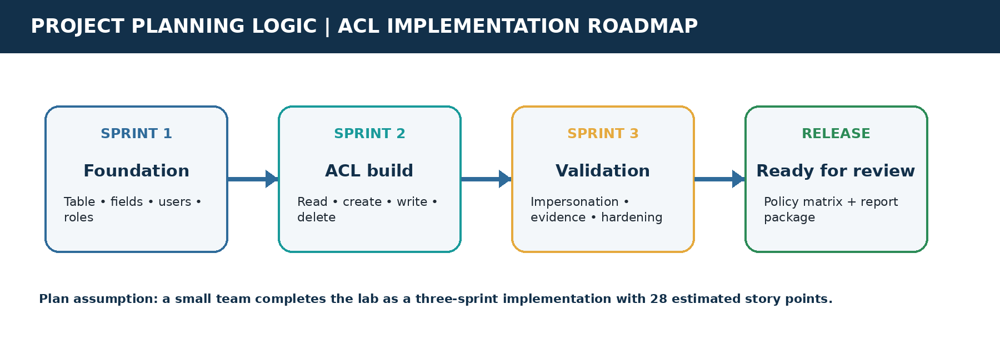 PROJECT PLANNING LOGIC | ACL IMPLEMENTATION ROADMAP
SPRINT 1
Foundation
Table • fields • users •
roles
SPRINT 2
ACL build
Read • create • write •
delete
SPRINT 3
Validation
Impersonation •
evidence • hardening
RELEASE
Ready for review
Policy matrix + report
package
Plan assumption: a small team completes the lab as a three-sprint implementation with 28 estimated story points.